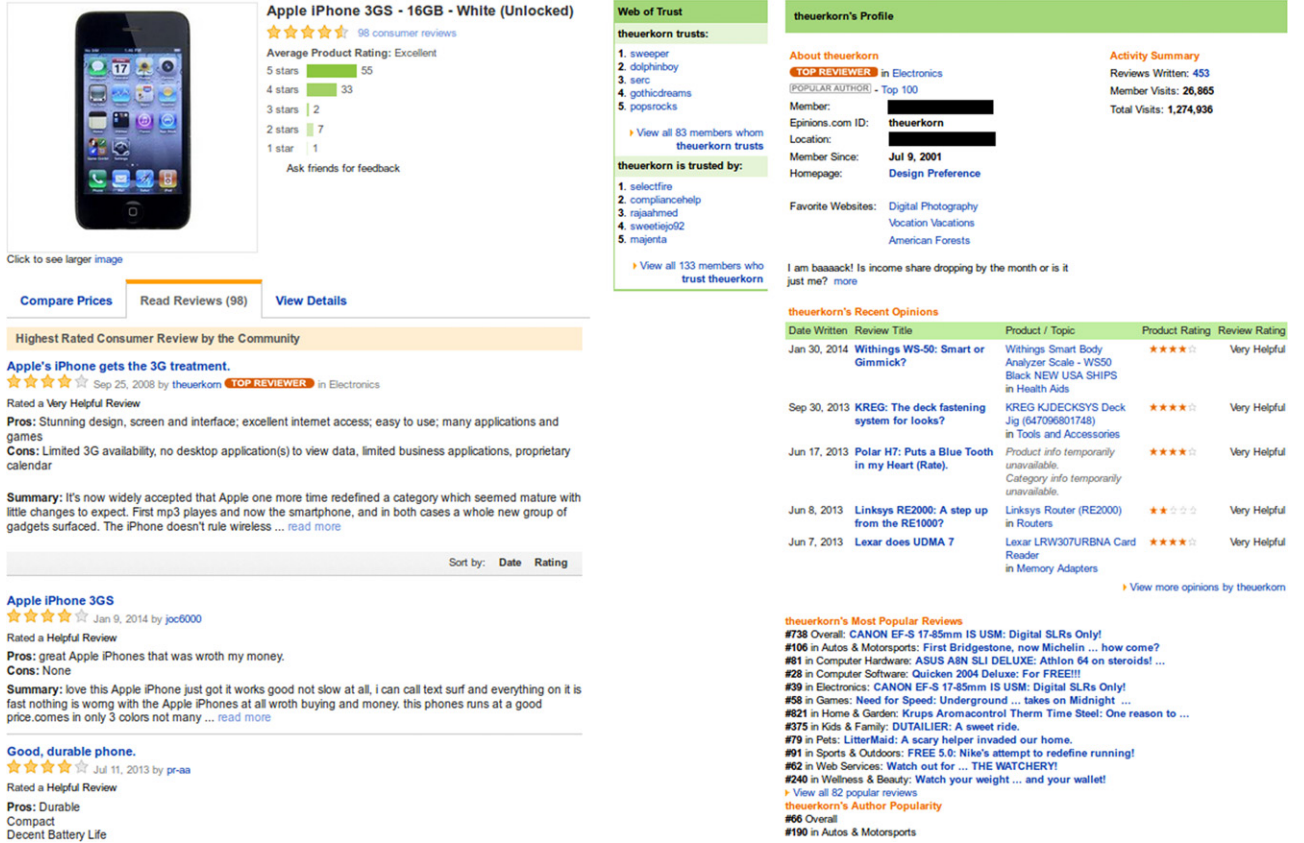 Apple iPhone 3GS - 16GB - White (Unlocked)
98 consumer reviews
Average Product Rating: Excellent
5 stars 55
4 stars 33
3 stars 2
2 stars 7
1 star 1
Ask friends for feedback
Click to see larger image
Compare Prices Read Reviews (98) View Details
Highest Rated Consumer Review by the Community
Apple's iPhone gets the 3G treatment.
Sep 25, 2008 by theuerkorn TOP REVIEWER in Electronics
Rated a Very Helpful Review
Pros: Stunning design, screen and interface; excellent internet access; easy to use; many applications and
games
Cons: Limited 3G availability, no desktop application(s) to view data, limited business applications, proprietary
calendar
Summary: It's now widely accepted that Apple one more time redefined a category which seemed mature with
little changes to expect. First mp3 playes and now the smartphone, and in both cases a whole new group of
gadgets surfaced. The iPhone doesn't rule wireless ... read more
Sort by: Date Rating
Apple iPhone 3GS
Jan 9, 2014 by joc6000
Rated a Helpful Review
Pros: great Apple iPhones that was wroth my money.
Cons: None
Summary: love this Apple iPhone just got it works good not slow at all, i can call text surf and everything on it is
fast nothing is worng with the Apple iPhones at all wroth buying and money. this phones runs at a good
price.comes in only 3 colors not many ... read more
Good, durable phone.
Jul 11, 2013 by pr-aa
Rated a Helpful Review
Pros: Durable
Compact
Decent Battery Life
Web of Trust
theuerkorn trusts:
1. sweeper
2. dolphinboy
3. serc
4. gothicdreams
5. popsrocks
View all 83 members whom
theuerkorn trusts
theuerkorn is trusted by:
1. selectfire
2. compliancehelp
3. rajaahmed
4. sweetiejo92
5. majenta
View all 133 members who
trust theuerkorn
theuerkorn's Profile
About theuerkorn
TOP REVIEWER in Electronics
POPULAR AUTHOR - Top 100
Member:
Epinions.com ID: theuerkorn
Location:
Member Since: Jul 9, 2001
Homepage: Design Preference
Favorite Websites: Digital Photography
Vocation Vacations
American Forests
Activity Summary
Reviews Written: 453
Member Visits: 26,865
Total Visits: 1,274,936
I am baaaack! Is income share dropping by the month or is it
just me? more
theuerkorn's Recent Opinions
Date Written Review Title Product / Topic Product Rating Review Rating
Jan 30, 2014 Withings WS-50: Smart or Withings Smart Body Very Helpful
Gimmick? Analyzer Scale - WS50
Black NEW USA SHIPS
in Health Aids
Sep 30, 2013 KREG: The deck fastening KREG KJDECKSYS Deck Very Helpful
system for looks? Jig (647096801748)
in Tools and Accessories
Jun 17, 2013 Polar H7: Puts a Blue Tooth Product info temporarily Very Helpful
in my Heart (Rate). unavailable.
Category info temporarily
unavailable.
Jun 8, 2013 Linksys RE2000: A step up Linksys Router (RE2000) Very Helpful
from the RE1000? in Routers
Jun 7, 2013 Lexar does UDMA 7 Lexar LRW307URBNA Card Very Helpful
Reader
in Memory Adapters
View more opinions by theuerkorn
theuerkorn's Most Popular Reviews
#738 Overall: CANON EF-S 17-85mm IS USM: Digital SLRs Only!
#106 in Autos & Motorsports: First Bridgestone, now Michelin ... how come?
#81 in Computer Hardware: ASUS A8N SLI DELUXE: Athlon 64 on steroids! ...
#28 in Computer Software: Quicken 2004 Deluxe: For FREE!!!
#39 in Electronics: CANON EF-S 17-85mm IS USM: Digital SLRs Only!
#58 in Games: Need for Speed: Underground ... takes on Midnight ...
#821 in Home & Garden: Krups Aromacontrol Therm Time Steel: One reason to ...
#375 in Kids & Family: DUTAILIER: A sweet ride.
#79 in Pets: LitterMaid: A scary helper invaded our home.
#91 in Sports & Outdoors: FREE 5.0: Nike's attempt to redefine running!
#62 in Web Services: Watch out for ... THE WATCHERY!
#240 in Wellness & Beauty: Watch your weight ... and your wallet!
View all 82 popular reviews
theuerkorn's Author Popularity
#66 Overall
#190 in Autos & Motorsports